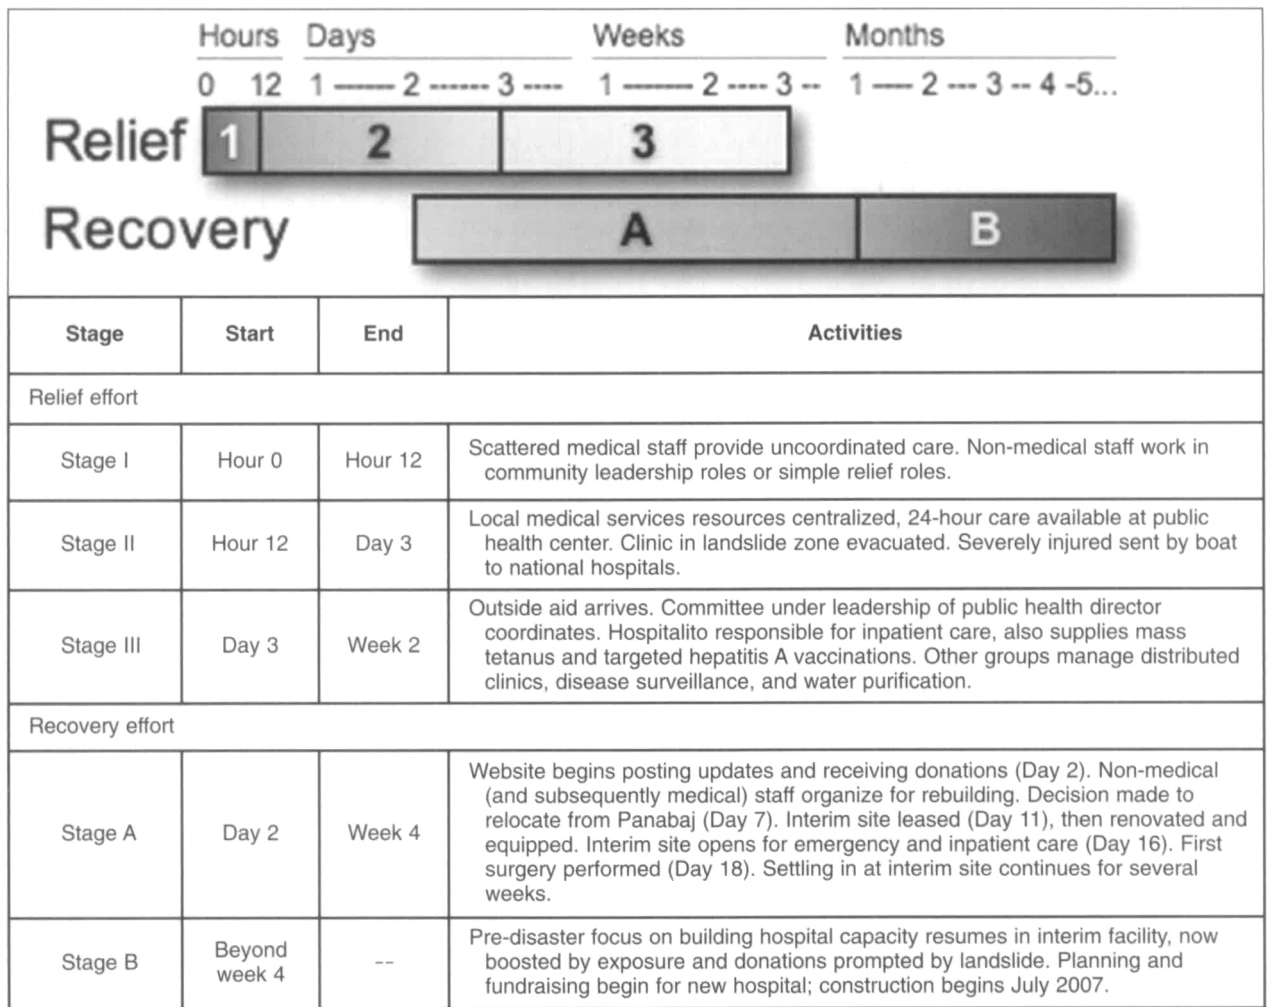 Hours Days Weeks Months
0 12 1 —— 2 ------ 3 ---- 1 —— 2 ---- 3 -- 1 — 2 --- 3 -- 4 -5...
Relief 1 2 3
Recovery A B
Stage Start End Activities
Relief effort
Stage I Hour 0 Hour 12 Scattered medical staff provide uncoordinated care. Non-medical staff work in
community leadership roles or simple relief roles.
Stage II Hour 12 Day 3 Local medical services resources centralized, 24-hour care available at public
health center. Clinic in landslide zone evacuated. Severely injured sent by boat
to national hospitals.
Stage III Day 3 Week 2 Outside aid arrives. Committee under leadership of public health director
coordinates. Hospitalito responsible for inpatient care, also supplies mass
tetanus and targeted hepatitis A vaccinations. Other groups manage distributed
clinics, disease surveillance, and water purification.
Recovery effort
Stage A Day 2 Week 4 Website begins posting updates and receiving donations (Day 2). Non-medical
(and subsequently medical) staff organize for rebuilding. Decision made to
relocate from Panabaj (Day 7). Interim site leased (Day 11), then renovated and
equipped. Interim site opens for emergency and inpatient care (Day 16). First
surgery performed (Day 18). Settling in at interim site continues for several
weeks.
Stage B Beyond week 4 -- Pre-disaster focus on building hospital capacity resumes in interim facility, now
boosted by exposure and donations prompted by landslide. Planning and
fundraising begin for new hospital; construction begins July 2007.